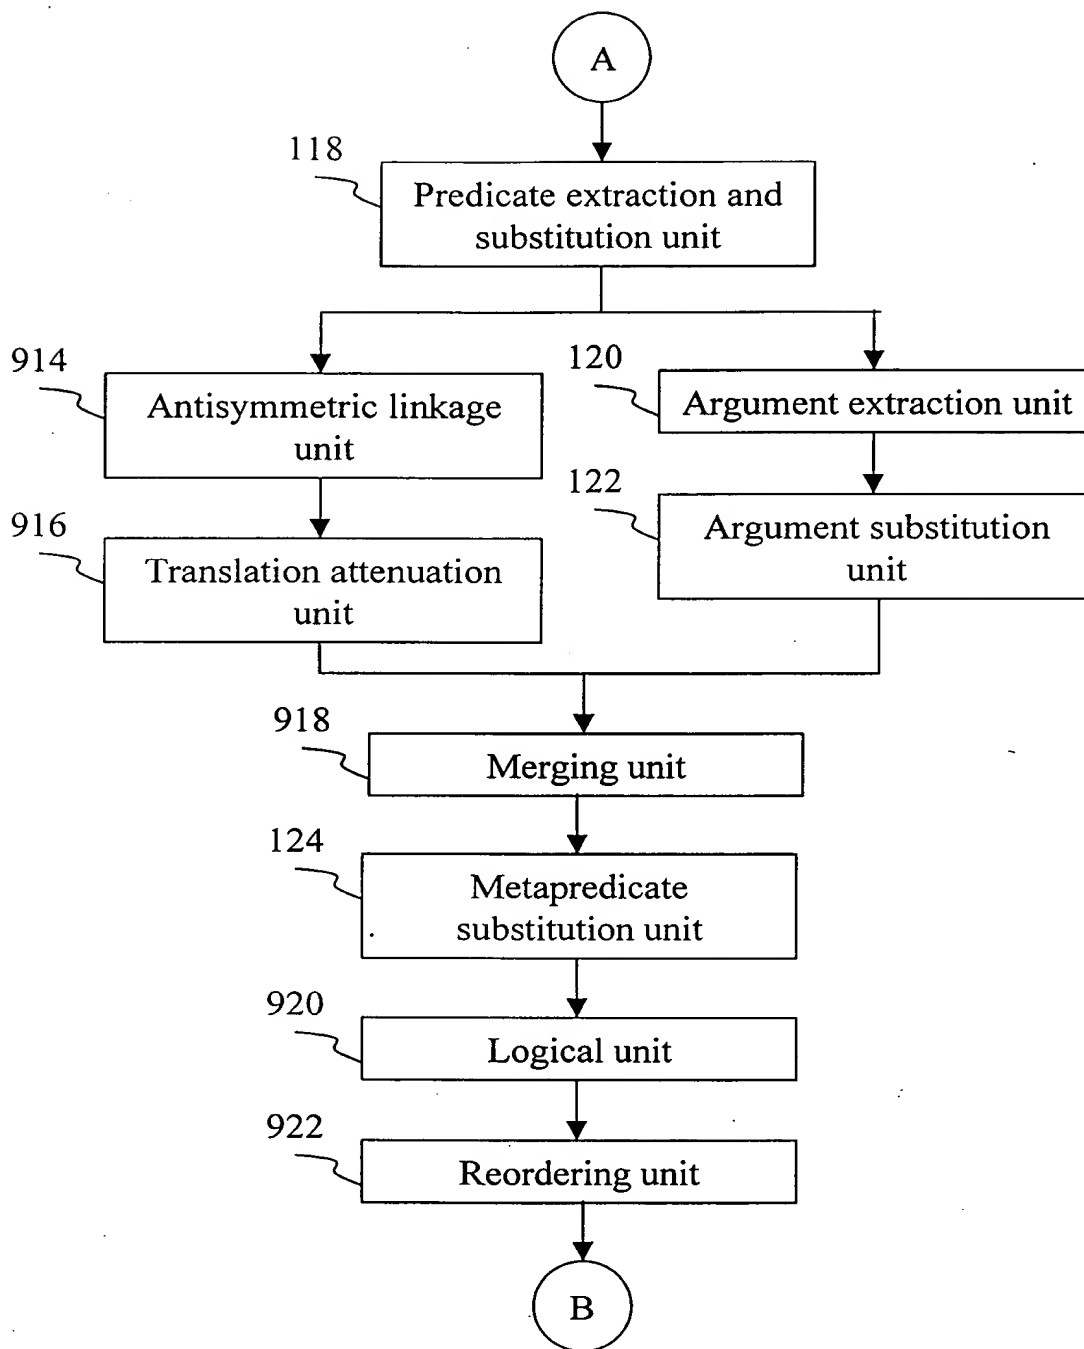 A
118
Predicate extraction and
substitution unit
914
Antisymmetric linkage
unit
120
Argument extraction unit
916
Translation attenuation
unit
122
Argument substitution
unit
918
Merging unit
124
Metapredicate
substitution unit
920
Logical unit
922
Reordering unit
B